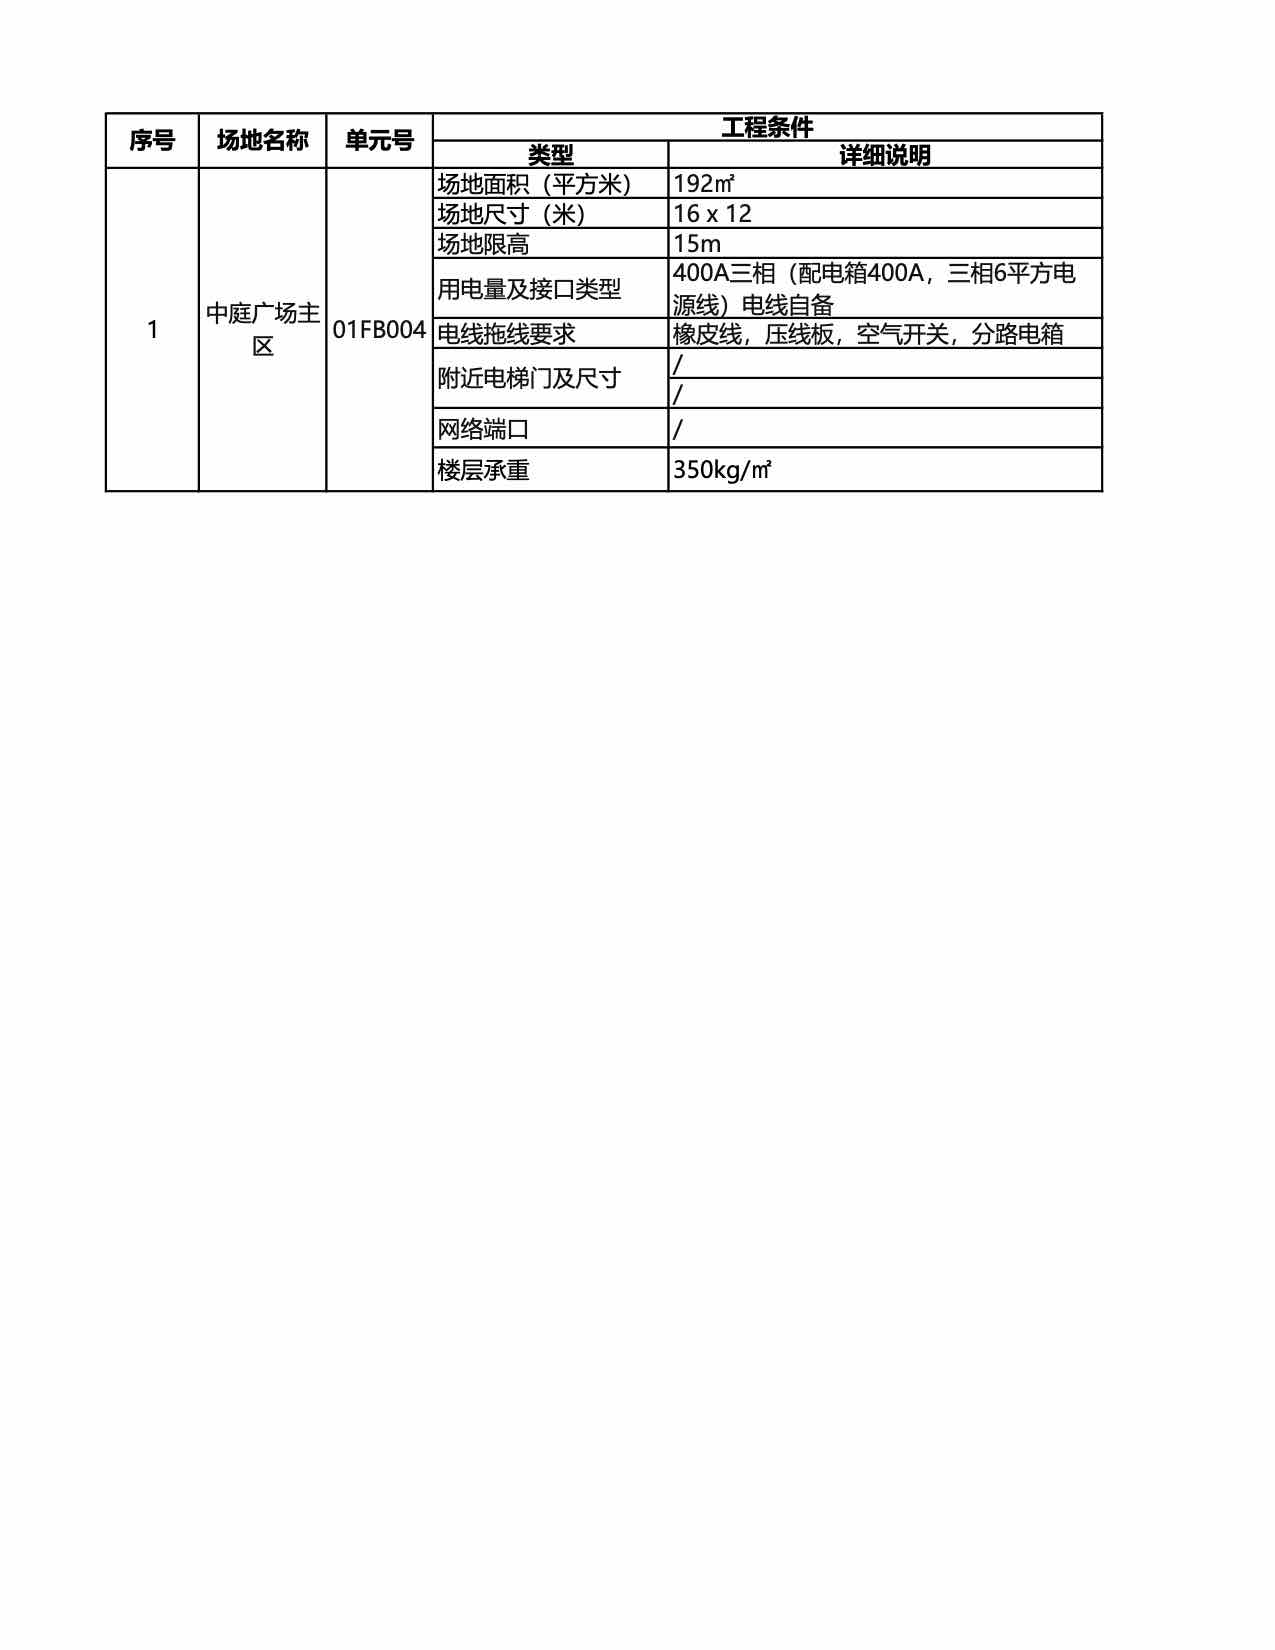 序号
场地名称
单元号
工程条件
类型
详细说明
1
中庭广场主
区
01FB004
场地面积（平方米）
192㎡
场地尺寸（米）
16 x 12
场地限高
15m
用电量及接口类型
400A三相（配电箱400A，三相6平方电
源线）电线自备
电线拖线要求
橡皮线，压线板，空气开关，分路电箱
附近电梯门及尺寸
/
/
网络端口
/
楼层承重
350kg/㎡